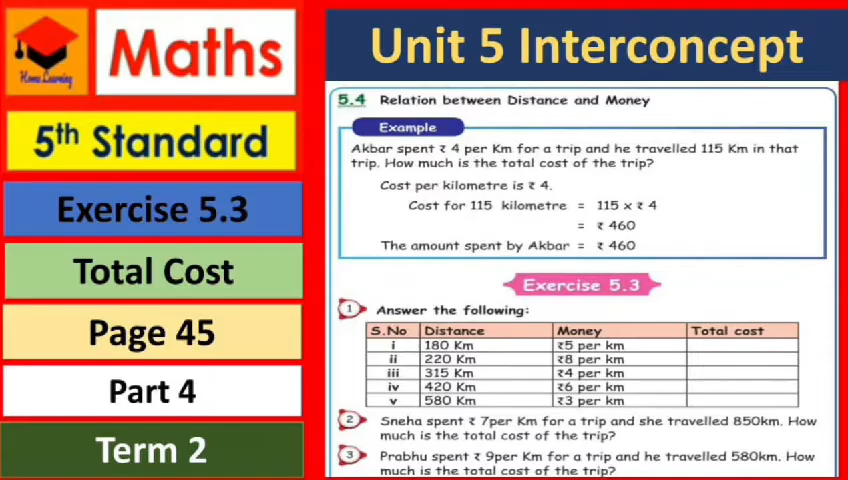 Home Learning
Maths
5th Standard
Exercise 5.3
Total Cost
Page 45
Part 4
Term 2
Unit 5 Interconcept
5.4 Relation between Distance and Money
Example
Akbar spent ₹ 4 per Km for a trip and he travelled 115 Km in that
trip. How much is the total cost of the trip?
Cost per kilometre is ₹ 4.
Cost for 115 kilometre = 115 x ₹ 4
= ₹ 460
The amount spent by Akbar = ₹ 460
Exercise 5.3
1 Answer the following:
S.No Distance Money Total cost
i 180 Km ₹5 per km
ii 220 Km ₹8 per km
iii 315 Km ₹4 per km
iv 420 Km ₹6 per km
v 580 Km ₹3 per km
2 Sneha spent ₹ 7per Km for a trip and she travelled 850km. How
much is the total cost of the trip?
3 Prabhu spent ₹ 9per Km for a trip and he travelled 580km. How
much is the total cost of the trip?